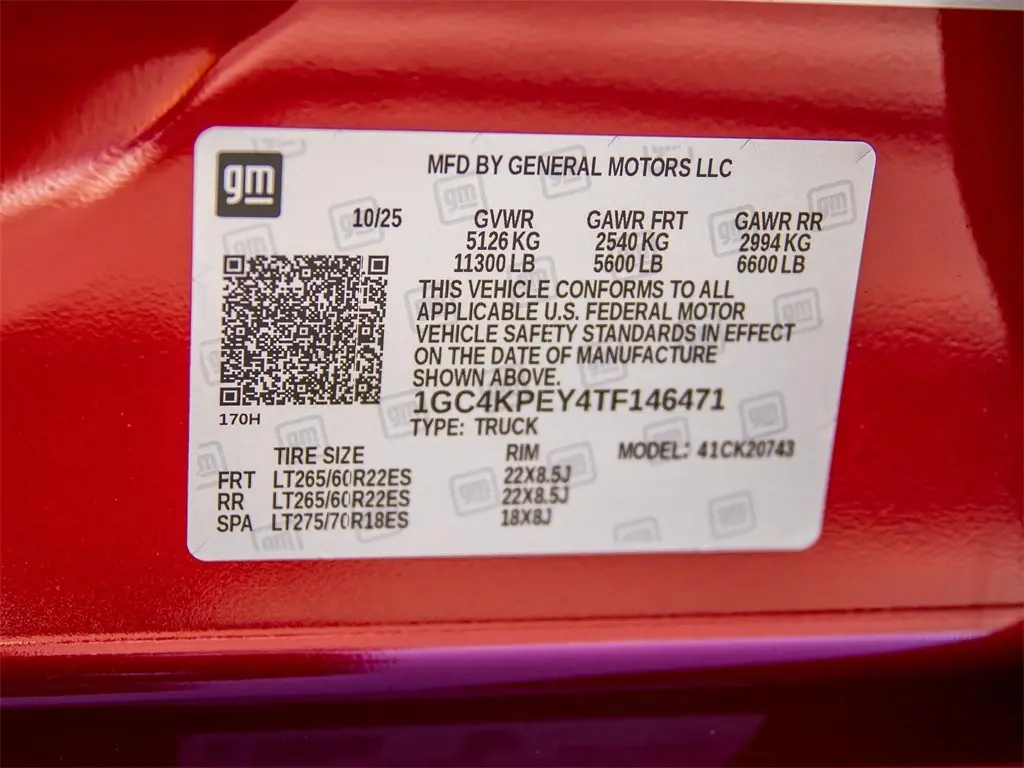 gm
MFD BY GENERAL MOTORS LLC
10/25 GVWR GAWR FRT GAWR RR
5126 KG 2540 KG 2994 KG
11300 LB 5600 LB 6600 LB
THIS VEHICLE CONFORMS TO ALL
APPLICABLE U.S. FEDERAL MOTOR
VEHICLE SAFETY STANDARDS IN EFFECT
ON THE DATE OF MANUFACTURE
SHOWN ABOVE.
170H
1GC4KPEY4TF146471
TYPE: TRUCK
TIRE SIZE RIM MODEL: 41CK20743
FRT LT265/60R22ES 22X8.5J
RR LT265/60R22ES 22X8.5J
SPA LT275/70R18ES 18X8J